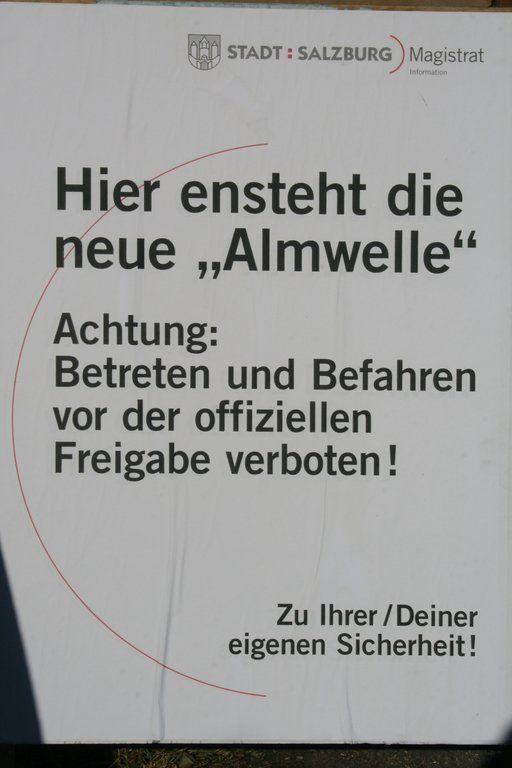 STADT : SALZBURG Magistrat
Information
Hier ensteht die
neue „Almwelle“
Achtung:
Betreten und Befahren
vor der offiziellen
Freigabe verboten!
Zu Ihrer/Deiner
eigenen Sicherheit!